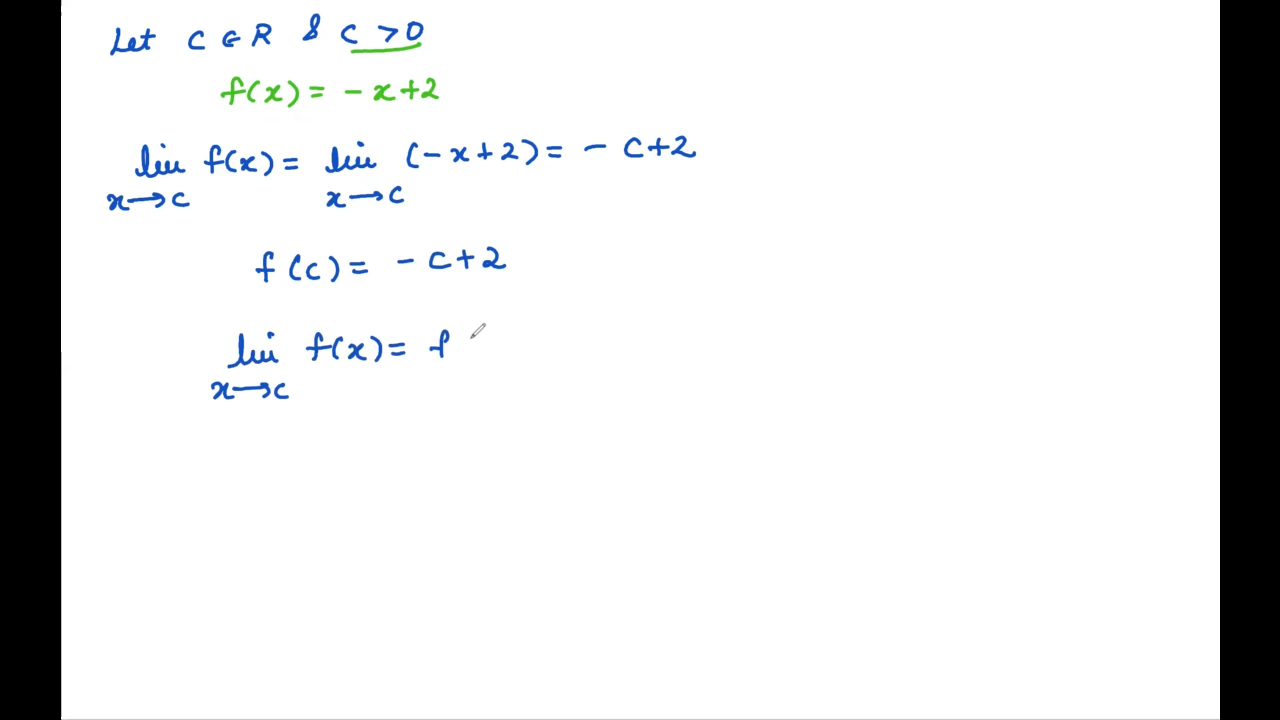 Let c ∈ R & c > 0
f(x) = - x + 2
lim f(x) = lim (- x + 2) = - c + 2
x→c x→c
f(c) = - c + 2
lim f(x) = f
x→c